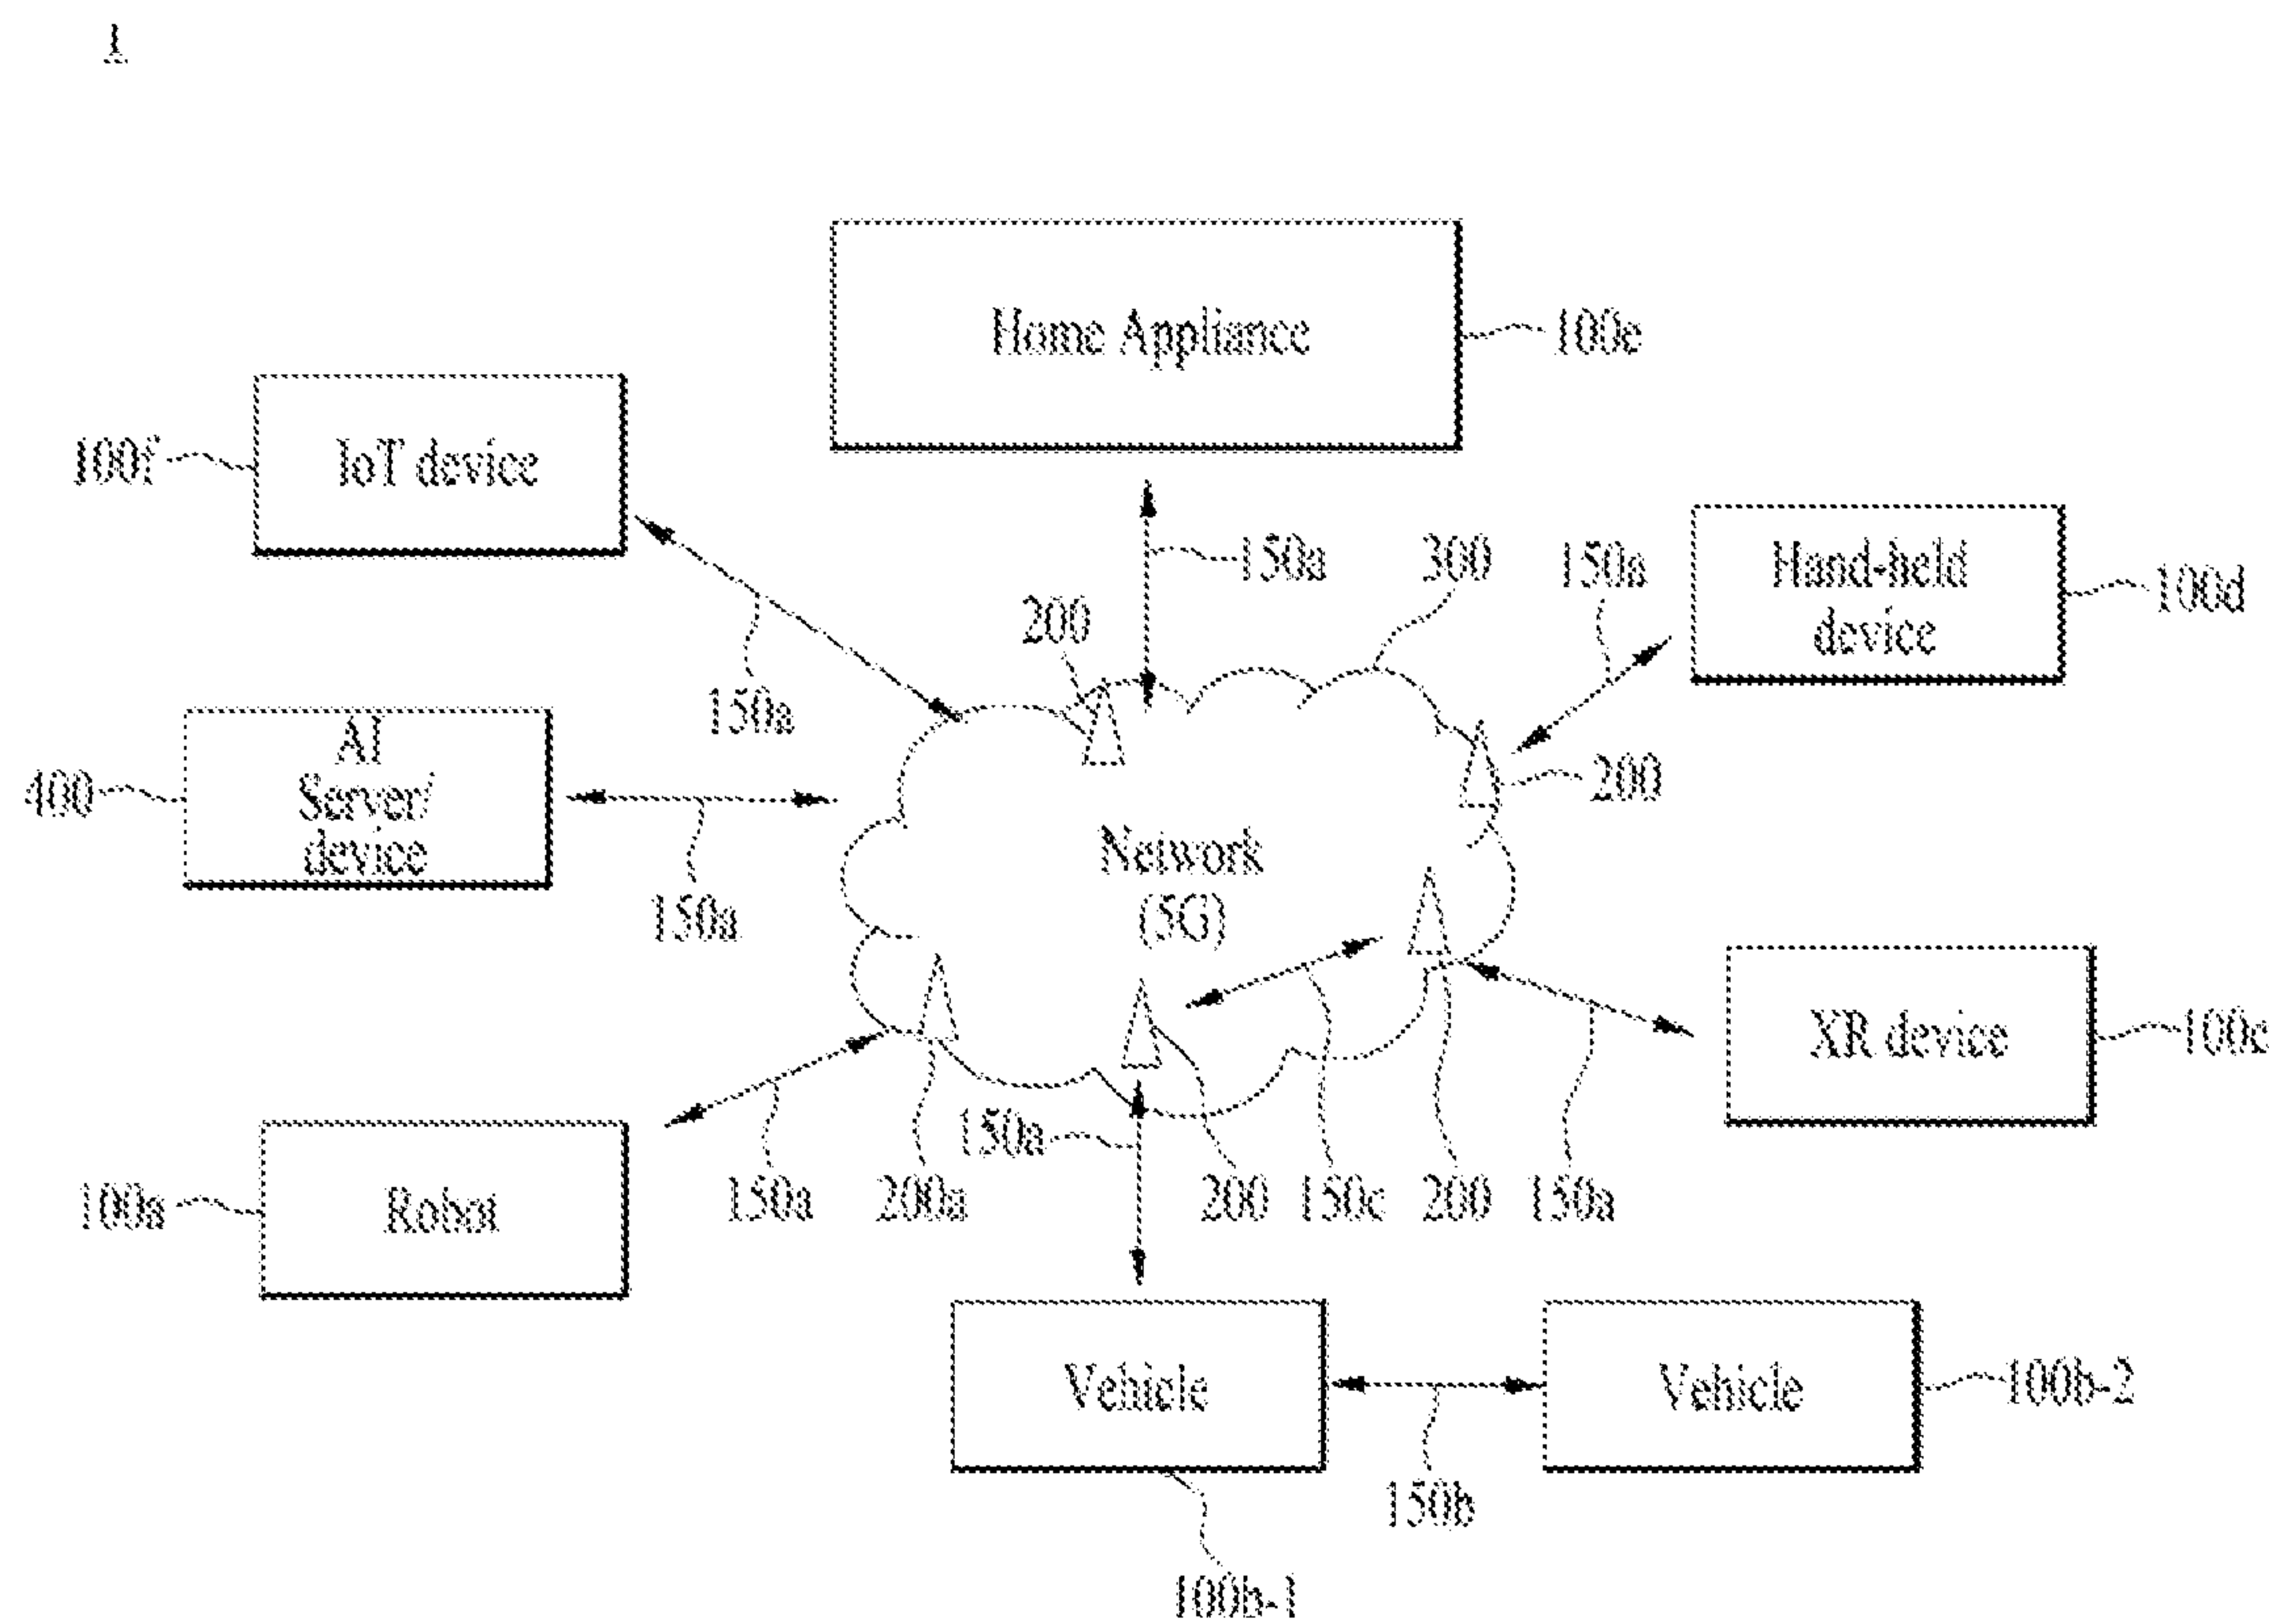 1
Home Appliance
100e
IoT device
100f
150a
300
150a
Hand-held
device
100d
200
150a
AI
Server/
device
400
200
Network
(5G)
150a
XR device
100c
150a
Robot
100a
150a
200a
200
150c
200
150a
Vehicle
Vehicle
100b-2
150b
100b-1